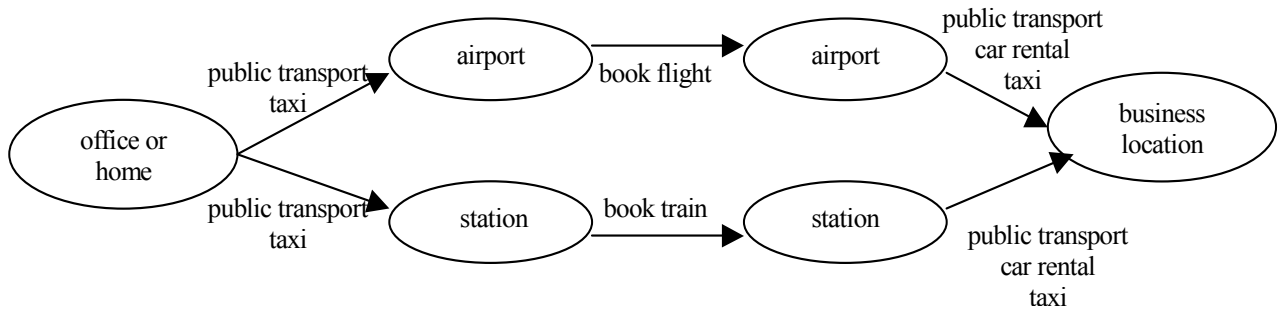 public transport
taxi
airport
book flight
airport
public transport
car rental
taxi
office or
home
business
location
public transport
taxi
station
book train
station
public transport
car rental
taxi